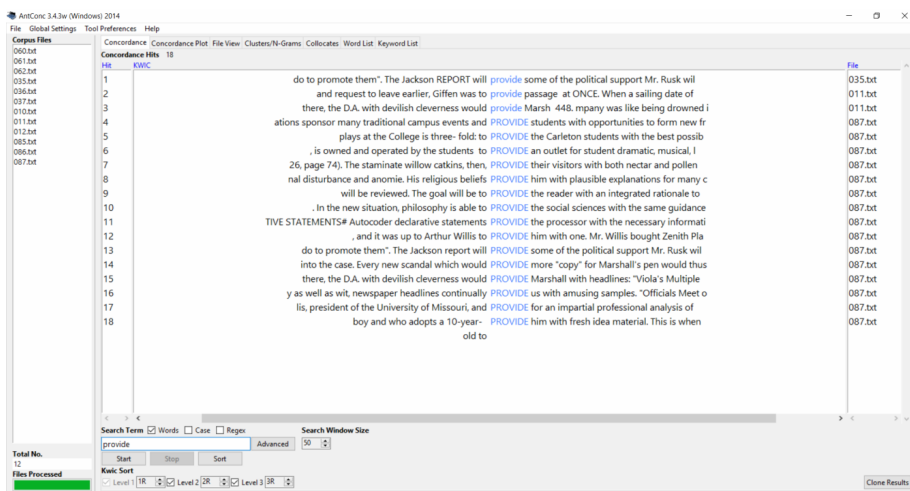 AntConc 3.4.3w (Windows) 2014
File Global Settings Tool Preferences Help
Corpus Files
060.txt
061.txt
062.txt
035.txt
036.txt
037.txt
010.txt
011.txt
012.txt
085.txt
086.txt
087.txt
Total No.
12
Files Processed
Concordance Concordance Plot File View Clusters/N-Grams Collocates Word List Keyword List
Concordance Hits 18
Hit KWIC File
1 do to promote them". The Jackson REPORT will provide some of the political support Mr. Rusk wil 035.txt
2 and request to leave earlier, Giffen was to provide passage at ONCE. When a sailing date of 011.txt
3 there, the D.A. with devilish cleverness would provide Marsh 448. mpany was like being drowned i 011.txt
4 ations sponsor many traditional campus events and PROVIDE students with opportunities to form new fr 087.txt
5 plays at the College is three- fold: to PROVIDE the Carleton students with the best possib 087.txt
6 , is owned and operated by the students to PROVIDE an outlet for student dramatic, musical, l 087.txt
7 26, page 74). The staminate willow catkins, then, PROVIDE their visitors with both nectar and pollen 087.txt
8 nal disturbance and anomie. His religious beliefs PROVIDE him with plausible explanations for many c 087.txt
9 will be reviewed. The goal will be to PROVIDE the reader with an integrated rationale to 087.txt
10 . In the new situation, philosophy is able to PROVIDE the social sciences with the same guidance 087.txt
11 TIVE STATEMENTS# Autocoder declarative statements PROVIDE the processor with the necessary informati 087.txt
12 , and it was up to Arthur Willis to PROVIDE him with one. Mr. Willis bought Zenith Pla 087.txt
13 do to promote them". The Jackson report will PROVIDE some of the political support Mr. Rusk wil 087.txt
14 into the case. Every new scandal which would PROVIDE more "copy" for Marshall's pen would thus 087.txt
15 there, the D.A. with devilish cleverness would PROVIDE Marshall with headlines: "Viola's Multiple 087.txt
16 y as well as wit, newspaper headlines continually PROVIDE us with amusing samples. "Officials Meet o 087.txt
17 lis, president of the University of Missouri, and PROVIDE for an impartial professional analysis of 087.txt
18 boy and who adopts a 10-year- PROVIDE him with fresh idea material. This is when 087.txt
old to
Search Term Words Case Regex Search Window Size
provide Advanced 50
Start Stop Sort
Kwic Sort
Level 1 1R Level 2 2R Level 3 3R Clone Results